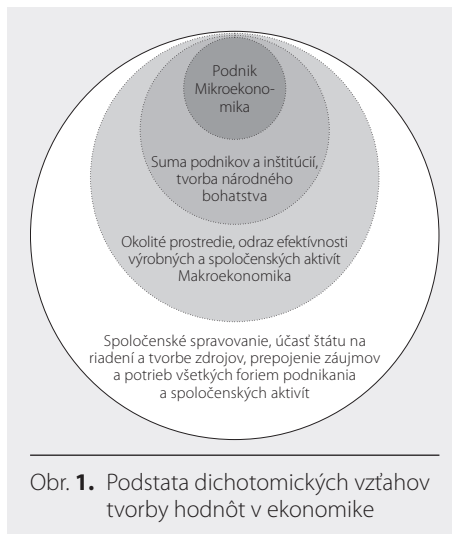 Podnik
Mikroekono-
mika
Suma podnikov a inštitúcií,
tvorba národného
bohatstva
Okolité prostredie, odraz efektívnosti
výrobných a spoločenských aktivít
Makroekonomika
Spoločenské spravovanie, účasť štátu na
riadení a tvorbe zdrojov, prepojenie záujmov
a potrieb všetkých foriem podnikania
a spoločenských aktivít
Obr. 1. Podstata dichotomických vzťahov
tvorby hodnôt v ekonomike